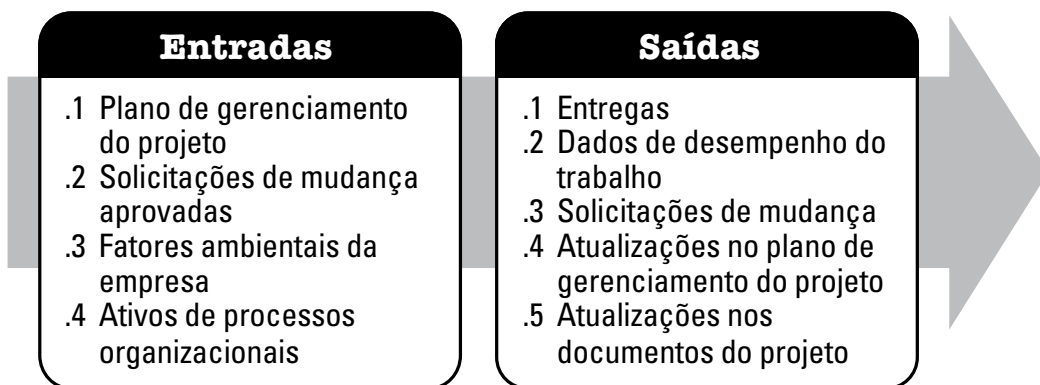 Entradas
.1 Plano de gerenciamento
do projeto
.2 Solicitações de mudança
aprovadas
.3 Fatores ambientais da
empresa
.4 Ativos de processos
organizacionais
Saídas
.1 Entregas
.2 Dados de desempenho do
trabalho
.3 Solicitações de mudança
.4 Atualizações no plano de
gerenciamento do projeto
.5 Atualizações nos
documentos do projeto